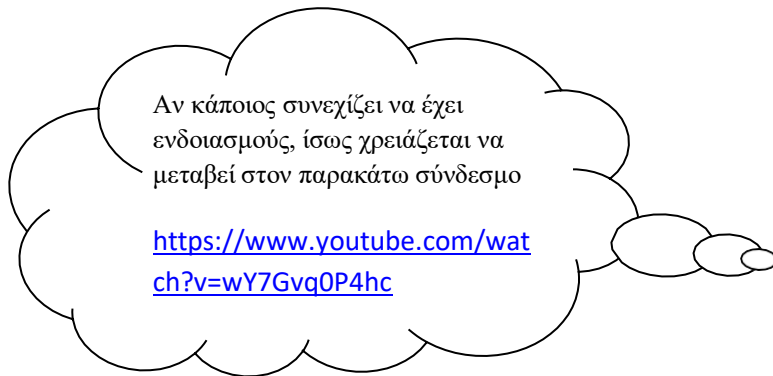 Αν κάποιος συνεχίζει να έχει
ενδοιασμούς, ίσως χρειάζεται να
μεταβεί στον παρακάτω σύνδεσμο
https://www.youtube.com/wat
ch?v=wY7Gvq0P4hc